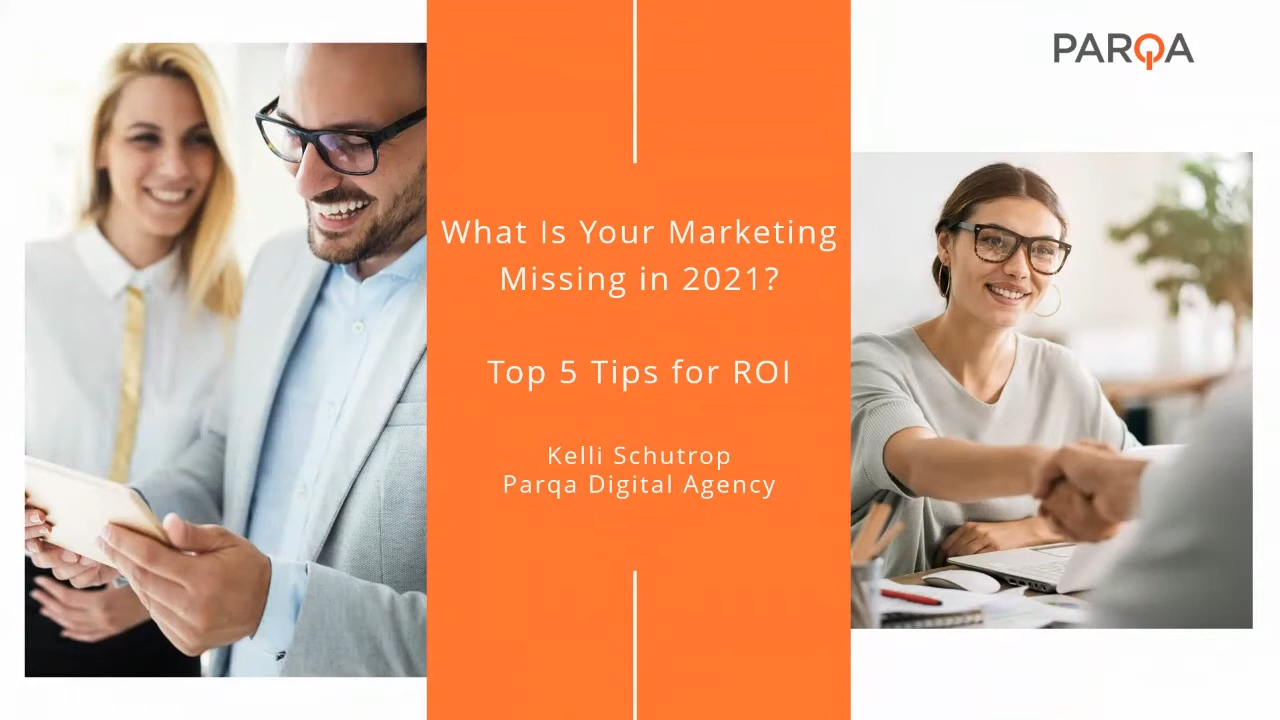 PARQA
What Is Your Marketing
Missing in 2021?
Top 5 Tips for ROI
Kelli Schutrop
Parqa Digital Agency